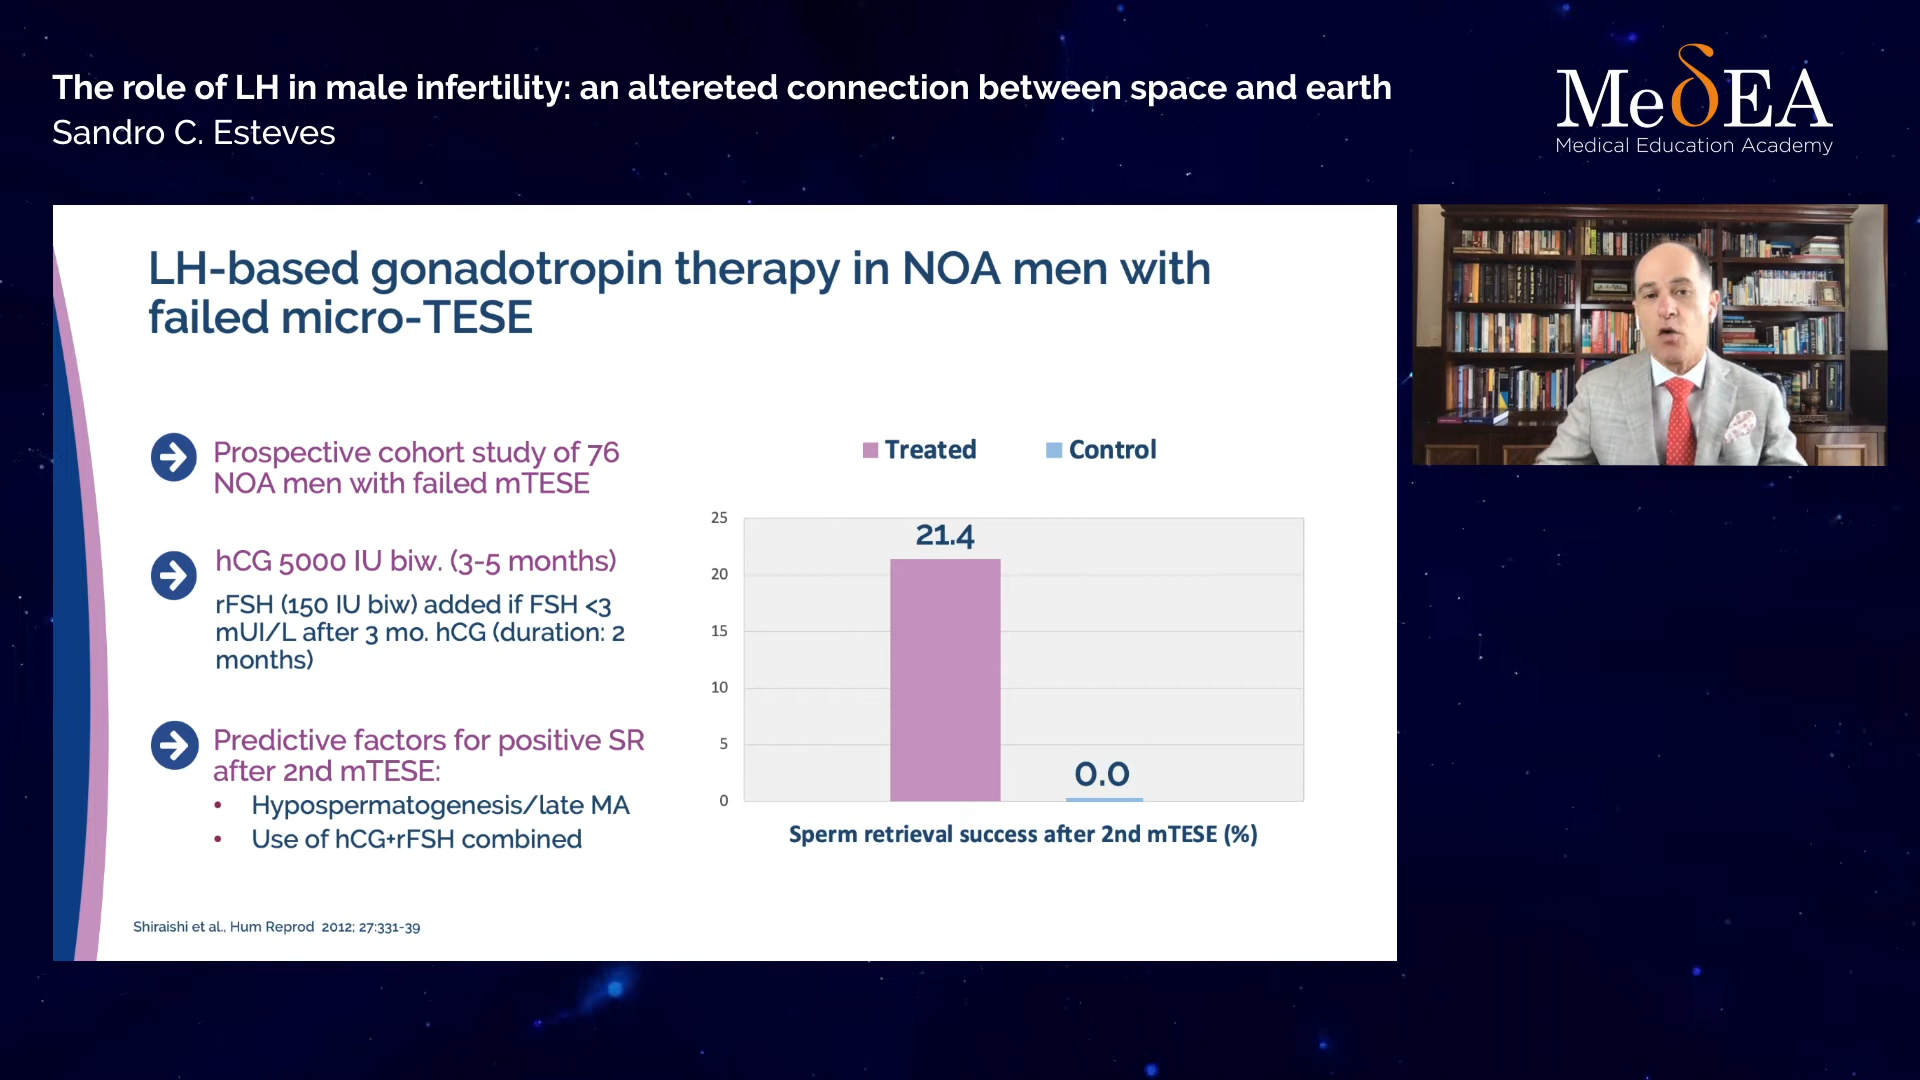 The role of LH in male infertility: an altereted connection between space and earth
Sandro C. Esteves
MeδEA
Medical Education Academy
LH-based gonadotropin therapy in NOA men with
failed micro-TESE
Prospective cohort study of 76
NOA men with failed mTESE
hCG 5000 IU biw. (3-5 months)
rFSH (150 IU biw) added if FSH <3
mUI/L after 3 mo. hCG (duration: 2
months)
Predictive factors for positive SR
after 2nd mTESE:
• Hypospermatogenesis/late MA
• Use of hCG+rFSH combined
Shiraishi et al., Hum Reprod 2012; 27:331-39
Treated Control
25
20
15
10
5
0
21.4
0.0
Sperm retrieval success after 2nd mTESE (%)